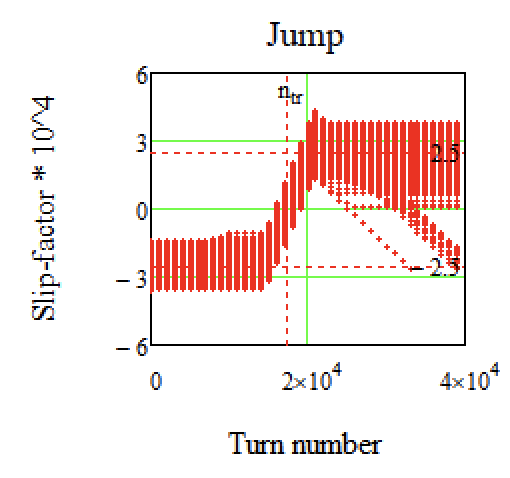 Jump
Slip-factor * 10^4
6
n_tr
3
2.5
0
−2.5
−3
−6
0
2×10^4
4×10^4
Turn number